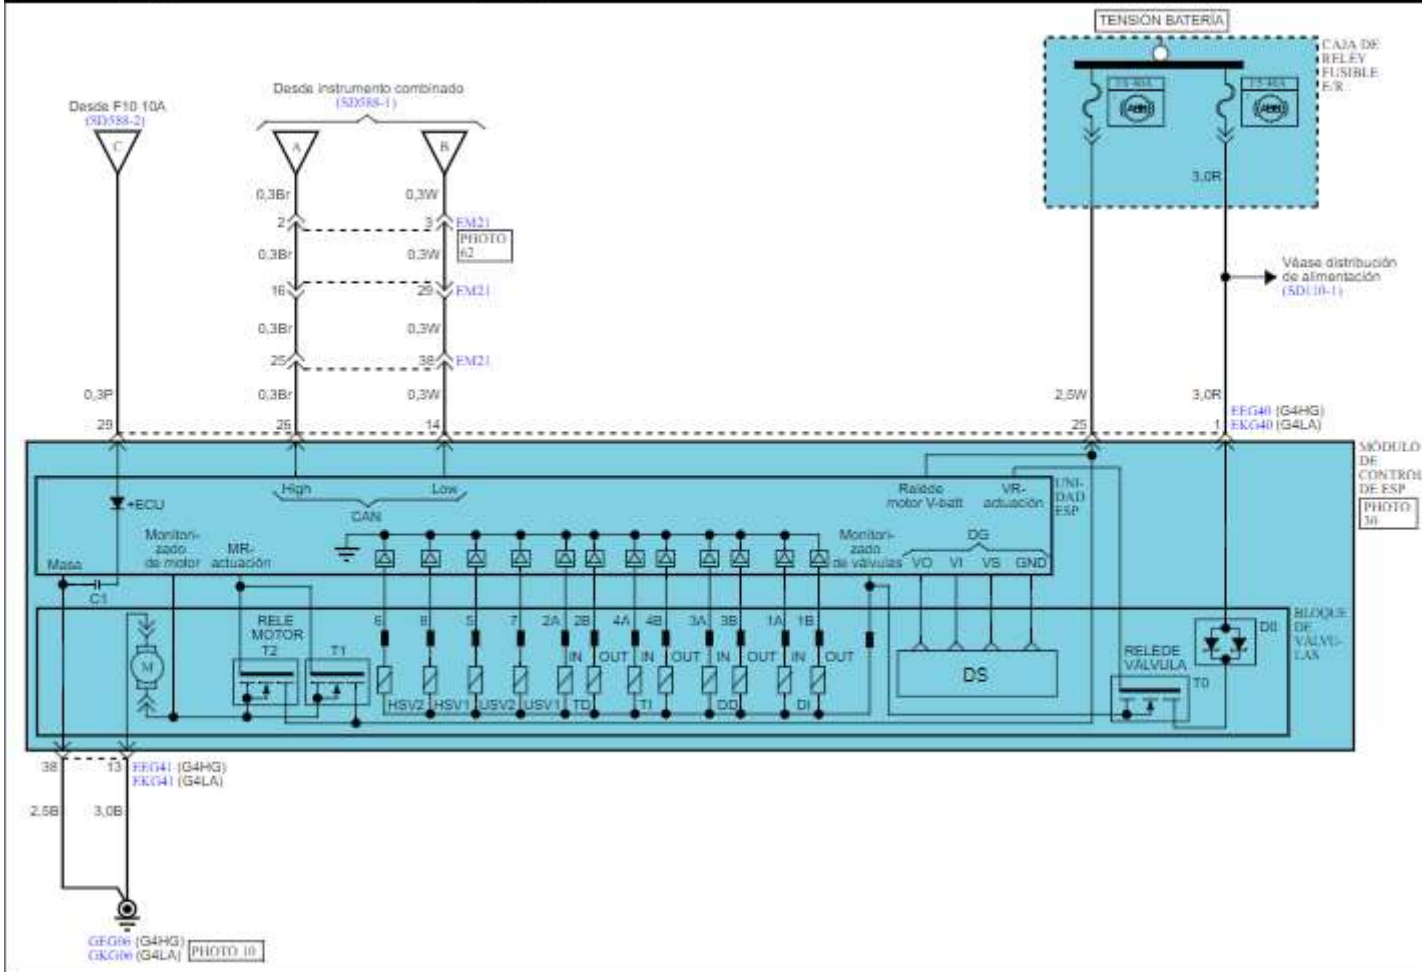 TENSIÓN BATERÍA
CAJA DE
RELEY
FUSIBLE
E/R
Desde F10 10A
(SD588-2)
Desde instrumento combinado
(SD588-1)
C
A
B
ABS
ABS
0,3Br
0,3W
3,0R
2
3
EM21
PHOTO
62
0,3Br
0,3W
16
29
EM21
Véase distribución
de alimentación
(SD110-1)
0,3Br
0,3W
25
38
EM21
0,3P
0,3Br
0,3W
2,5W
3,0R
29
26
14
25
1
EEG40 (G4HG)
EKG40 (G4LA)
MÓDULO
DE
CONTROL
DE ESP
PHOTO
30
High
Low
CAN
+ECU
Reléde
motor V-batt
VR-
actuación
UNI-
DAD
ESP
Masa
C1
Monitori-
zado
de motor
MR-
actuación
Monitori-
zado
de válvulas
DG
VO
VI
VS
GND
BLOQUE
DE
VÁLVU-
LAS
RELE
MOTOR
T2
T1
M
6
8
5
7
2A
2B
4A
4B
3A
3B
1A
1B
IN
OUT
IN
OUT
IN
OUT
IN
OUT
HSV2
HSV1
USV2
USV1
TD
TI
DD
DI
DS
RELEDE
VÁLVULA
T0
D0
38
13
EEG41 (G4HG)
EKG41 (G4LA)
2,5B
3,0B
GEG06 (G4HG)
GKG06 (G4LA)
PHOTO 10